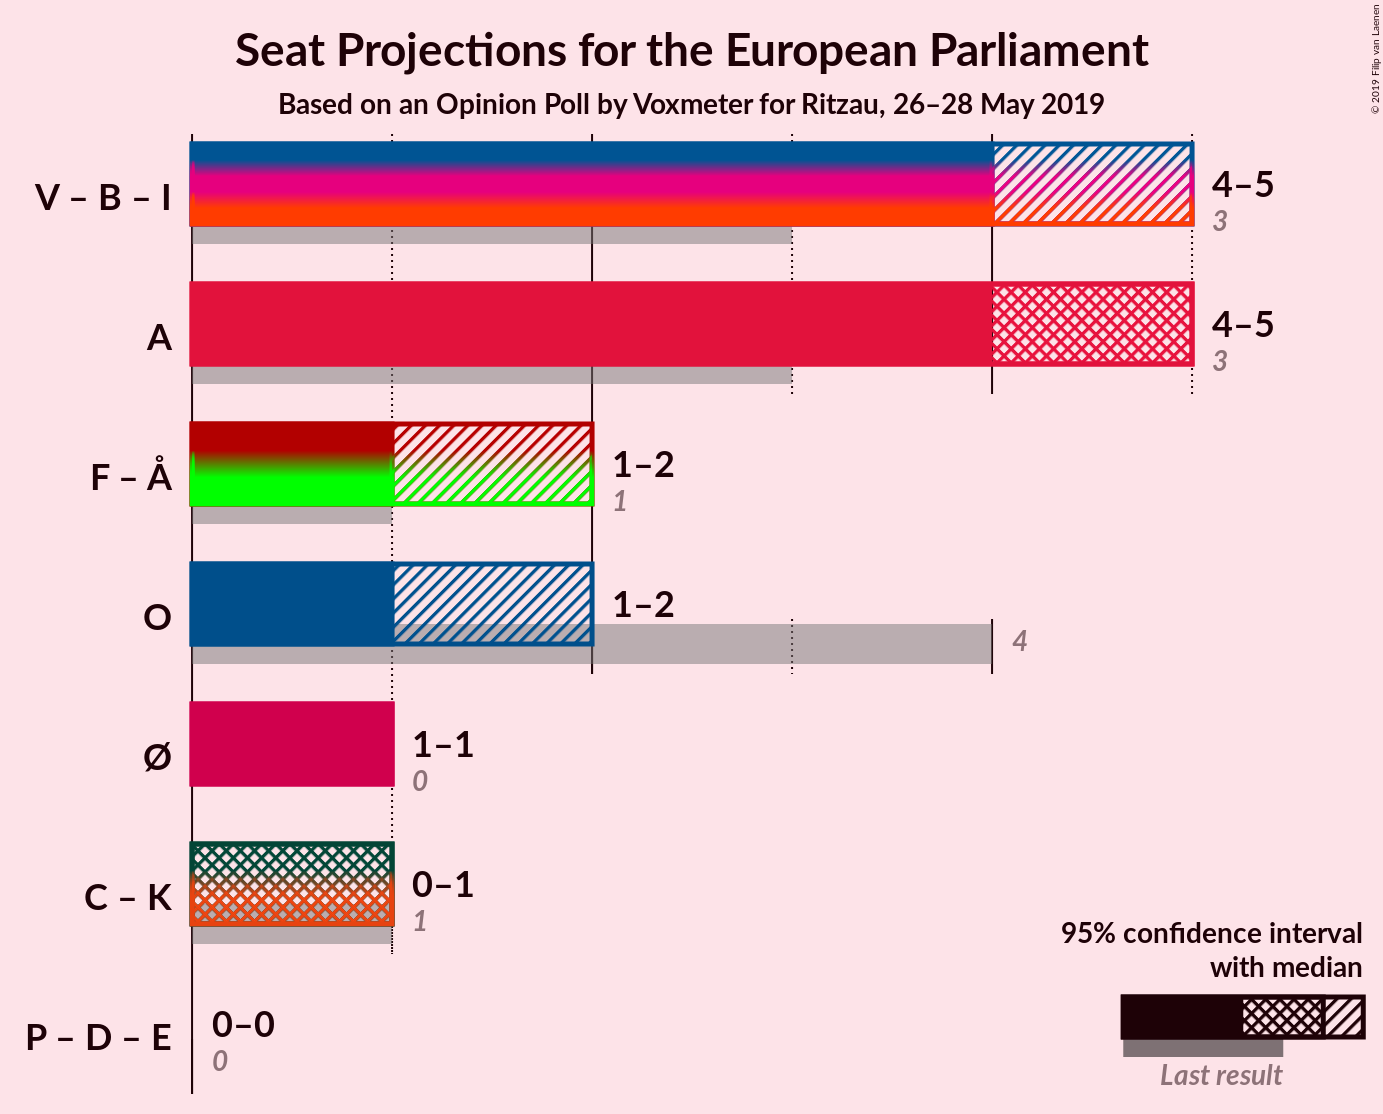 Seat Projections for the European Parliament
Based on an Opinion Poll by Voxmeter for Ritzau, 26–28 May 2019
© 2019 Filip van Laenen
V – B – I
4–5
3
A
4–5
3
F – Å
1–2
1
O
1–2
4
Ø
1–1
0
C – K
0–1
1
P – D – E
0–0
0
95% confidence interval
with median
Last result